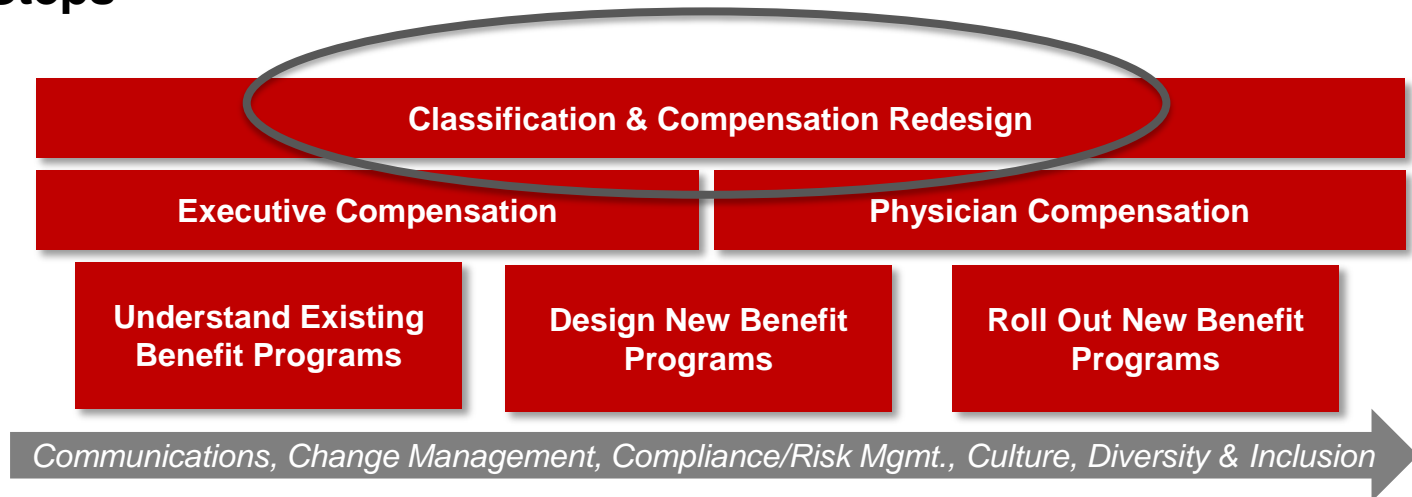 Classification & Compensation Redesign
Executive Compensation
Physician Compensation
Understand Existing
Benefit Programs
Design New Benefit
Programs
Roll Out New Benefit
Programs
Communications, Change Management, Compliance/Risk Mgmt., Culture, Diversity & Inclusion